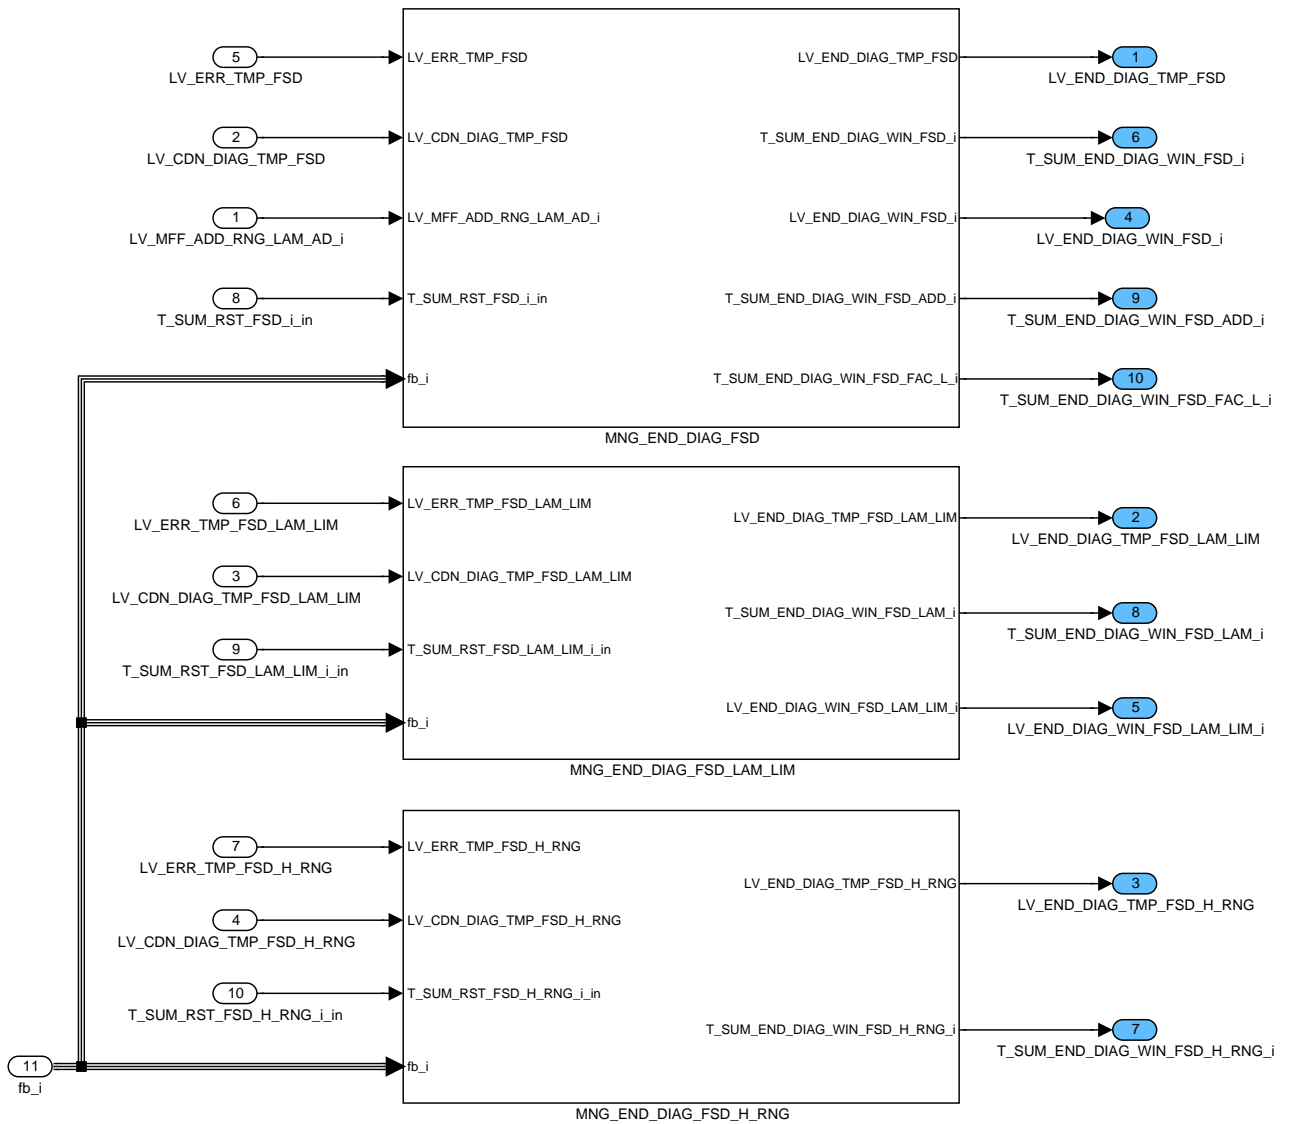 5
LV_ERR_TMP_FSD
LV_ERR_TMP_FSD
LV_END_DIAG_TMP_FSD
1
LV_END_DIAG_TMP_FSD
2
LV_CDN_DIAG_TMP_FSD
LV_CDN_DIAG_TMP_FSD
T_SUM_END_DIAG_WIN_FSD_i
6
T_SUM_END_DIAG_WIN_FSD_i
1
LV_MFF_ADD_RNG_LAM_AD_i
LV_MFF_ADD_RNG_LAM_AD_i
LV_END_DIAG_WIN_FSD_i
4
LV_END_DIAG_WIN_FSD_i
8
T_SUM_RST_FSD_i_in
T_SUM_RST_FSD_i_in
T_SUM_END_DIAG_WIN_FSD_ADD_i
9
T_SUM_END_DIAG_WIN_FSD_ADD_i
fb_i
T_SUM_END_DIAG_WIN_FSD_FAC_L_i
10
T_SUM_END_DIAG_WIN_FSD_FAC_L_i
MNG_END_DIAG_FSD
6
LV_ERR_TMP_FSD_LAM_LIM
LV_ERR_TMP_FSD_LAM_LIM
LV_END_DIAG_TMP_FSD_LAM_LIM
2
LV_END_DIAG_TMP_FSD_LAM_LIM
3
LV_CDN_DIAG_TMP_FSD_LAM_LIM
LV_CDN_DIAG_TMP_FSD_LAM_LIM
T_SUM_END_DIAG_WIN_FSD_LAM_i
8
T_SUM_END_DIAG_WIN_FSD_LAM_i
9
T_SUM_RST_FSD_LAM_LIM_i_in
T_SUM_RST_FSD_LAM_LIM_i_in
fb_i
LV_END_DIAG_WIN_FSD_LAM_LIM_i
5
LV_END_DIAG_WIN_FSD_LAM_LIM_i
MNG_END_DIAG_FSD_LAM_LIM
7
LV_ERR_TMP_FSD_H_RNG
LV_ERR_TMP_FSD_H_RNG
LV_END_DIAG_TMP_FSD_H_RNG
3
LV_END_DIAG_TMP_FSD_H_RNG
4
LV_CDN_DIAG_TMP_FSD_H_RNG
LV_CDN_DIAG_TMP_FSD_H_RNG
10
T_SUM_RST_FSD_H_RNG_i_in
T_SUM_RST_FSD_H_RNG_i_in
T_SUM_END_DIAG_WIN_FSD_H_RNG_i
7
T_SUM_END_DIAG_WIN_FSD_H_RNG_i
11
fb_i
fb_i
MNG_END_DIAG_FSD_H_RNG